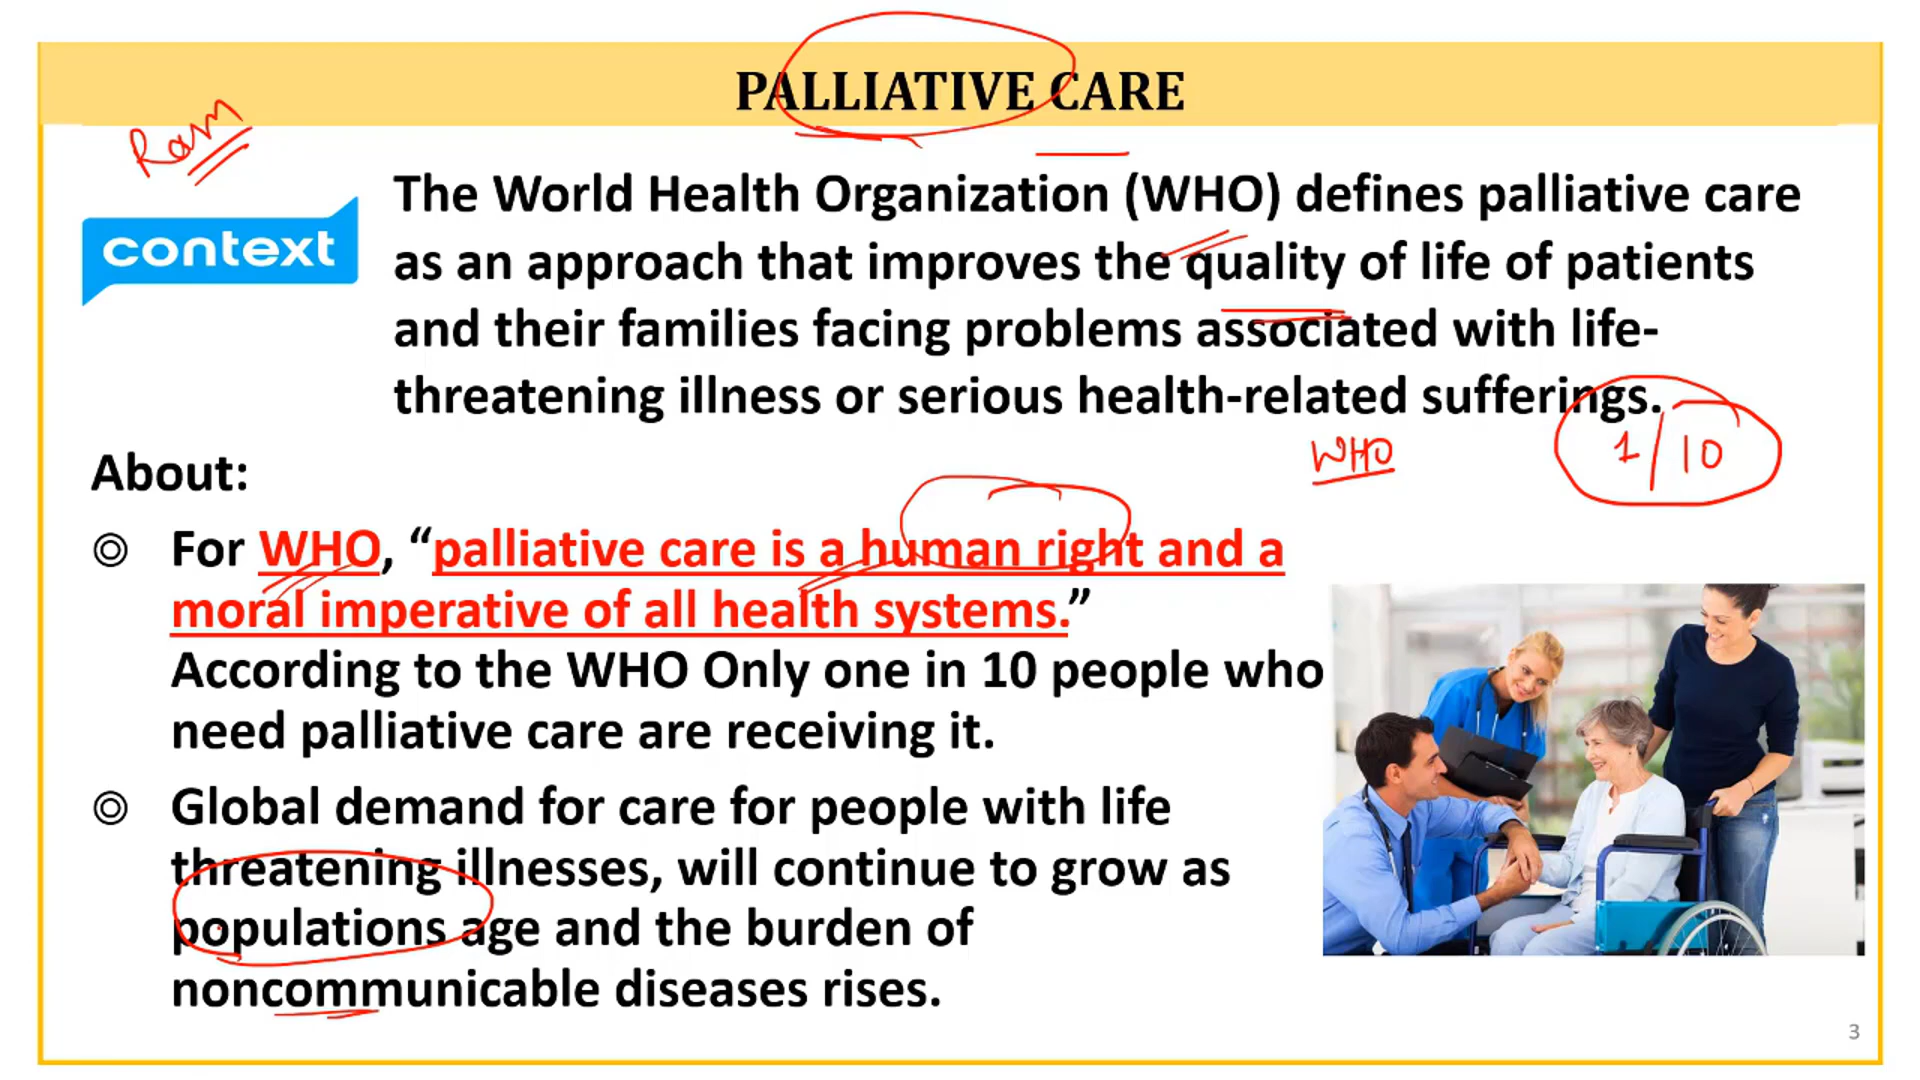 PALLIATIVE CARE
Ram
context
The World Health Organization (WHO) defines palliative care
as an approach that improves the quality of life of patients
and their families facing problems associated with life-
threatening illness or serious health-related sufferings.
WHO
1/10
About:
◎ For WHO, “palliative care is a human right and a
moral imperative of all health systems.”
According to the WHO Only one in 10 people who
need palliative care are receiving it.
◎ Global demand for care for people with life
threatening illnesses, will continue to grow as
populations age and the burden of
noncommunicable diseases rises.
3